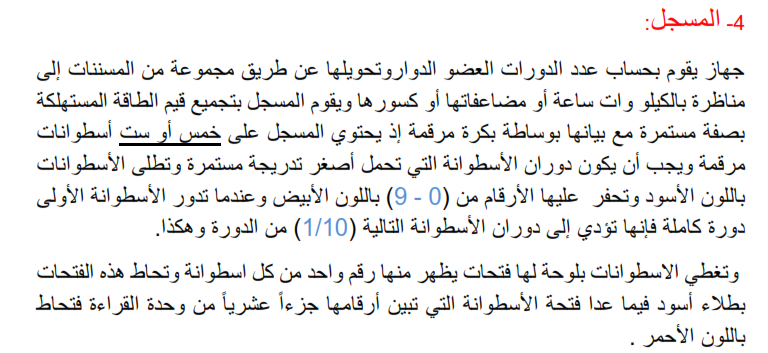 4- المسجل:
جهاز يقوم بحساب عدد الدورات العضو الدواروتحويلها عن طريق مجموعة من المسننات إلى
مناظرة بالكيلو وات ساعة أو مضاعفاتها أو كسورها ويقوم المسجل بتجميع قيم الطاقة المستهلكة
بصفة مستمرة مع بيانها بوساطة بكرة مرقمة إذ يحتوي المسجل على خمس أو ست أسطوانات
مرقمة ويجب أن يكون دوران الأسطوانة التي تحمل أصغر تدريجة مستمرة وتطلى الأسطوانات
باللون الأسود وتحفر عليها الأرقام من (0 - 9) باللون الأبيض وعندما تدور الأسطوانة الأولى
دورة كاملة فإنها تؤدي إلى دوران الأسطوانة التالية (1/10) من الدورة وهكذا.
وتغطي الاسطوانات بلوحة لها فتحات يظهر منها رقم واحد من كل اسطوانة وتحاط هذه الفتحات
بطلاء أسود فيما عدا فتحة الأسطوانة التي تبين أرقامها جزءاً عشرياً من وحدة القراءة فتحاط
باللون الأحمر .